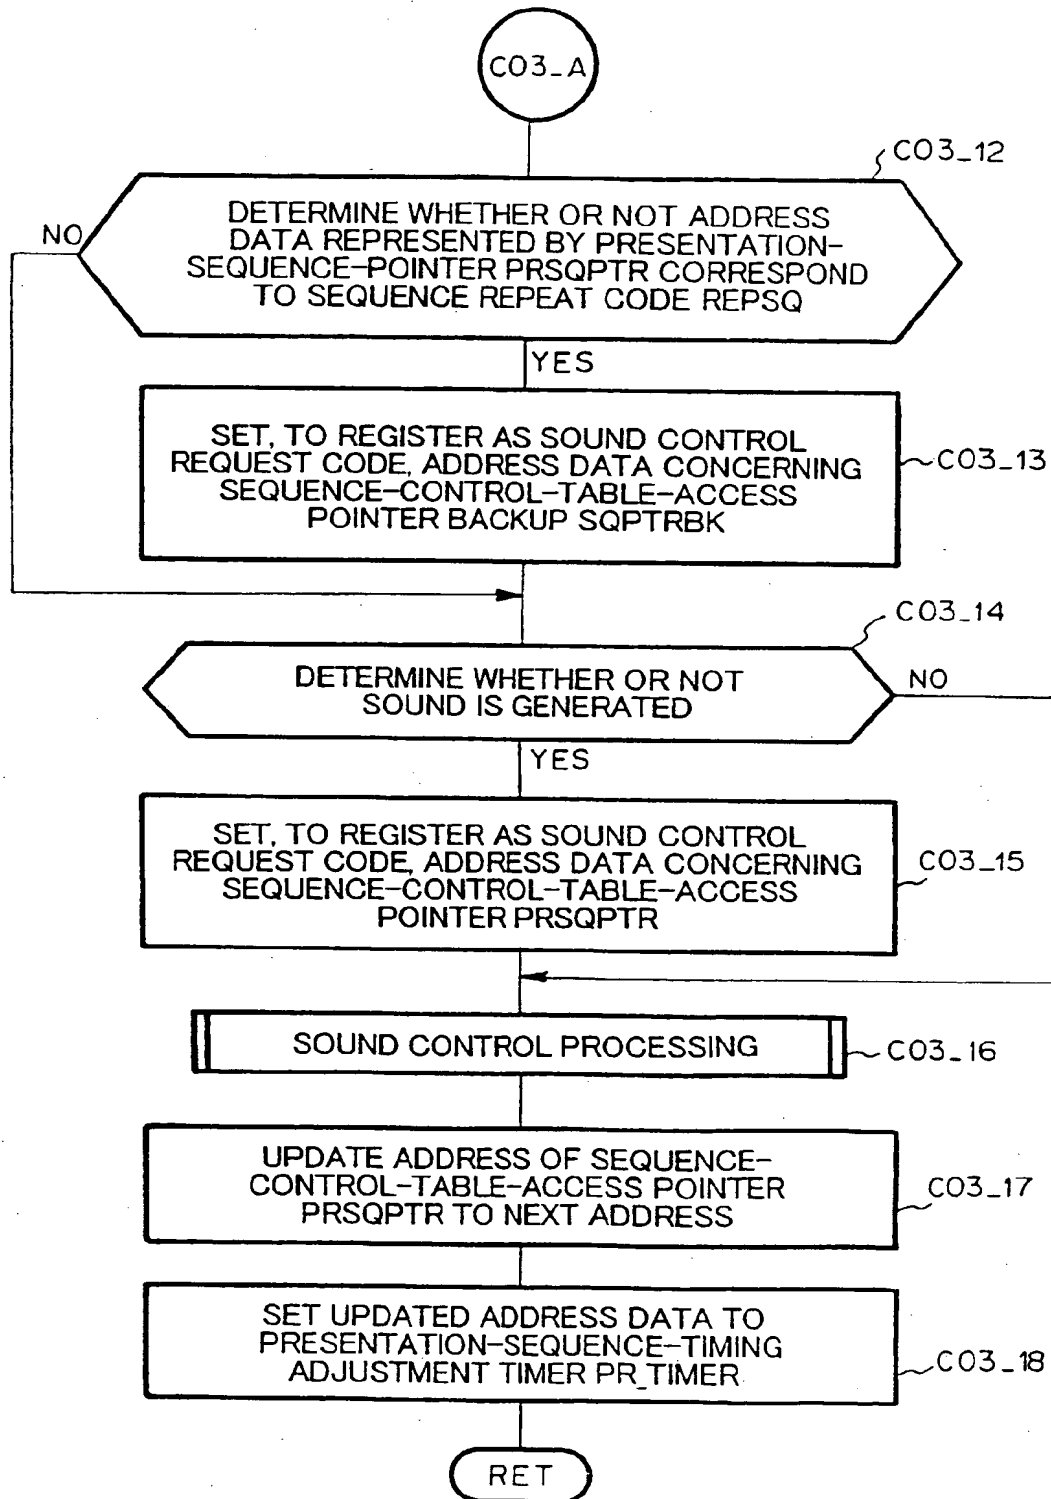 C03_A
C03_12
DETERMINE WHETHER OR NOT ADDRESS
DATA REPRESENTED BY PRESENTATION-
SEQUENCE-POINTER PRSQPTR CORRESPOND
TO SEQUENCE REPEAT CODE REPSQ
NO
YES
SET, TO REGISTER AS SOUND CONTROL
REQUEST CODE, ADDRESS DATA CONCERNING
SEQUENCE-CONTROL-TABLE-ACCESS
POINTER BACKUP SQPTRBK
C03_13
C03_14
DETERMINE WHETHER OR NOT
SOUND IS GENERATED
NO
YES
SET, TO REGISTER AS SOUND CONTROL
REQUEST CODE, ADDRESS DATA CONCERNING
SEQUENCE-CONTROL-TABLE-ACCESS
POINTER PRSQPTR
C03_15
SOUND CONTROL PROCESSING
C03_16
UPDATE ADDRESS OF SEQUENCE-
CONTROL-TABLE-ACCESS POINTER
PRSQPTR TO NEXT ADDRESS
C03_17
SET UPDATED ADDRESS DATA TO
PRESENTATION-SEQUENCE-TIMING
ADJUSTMENT TIMER PR_TIMER
C03_18
RET